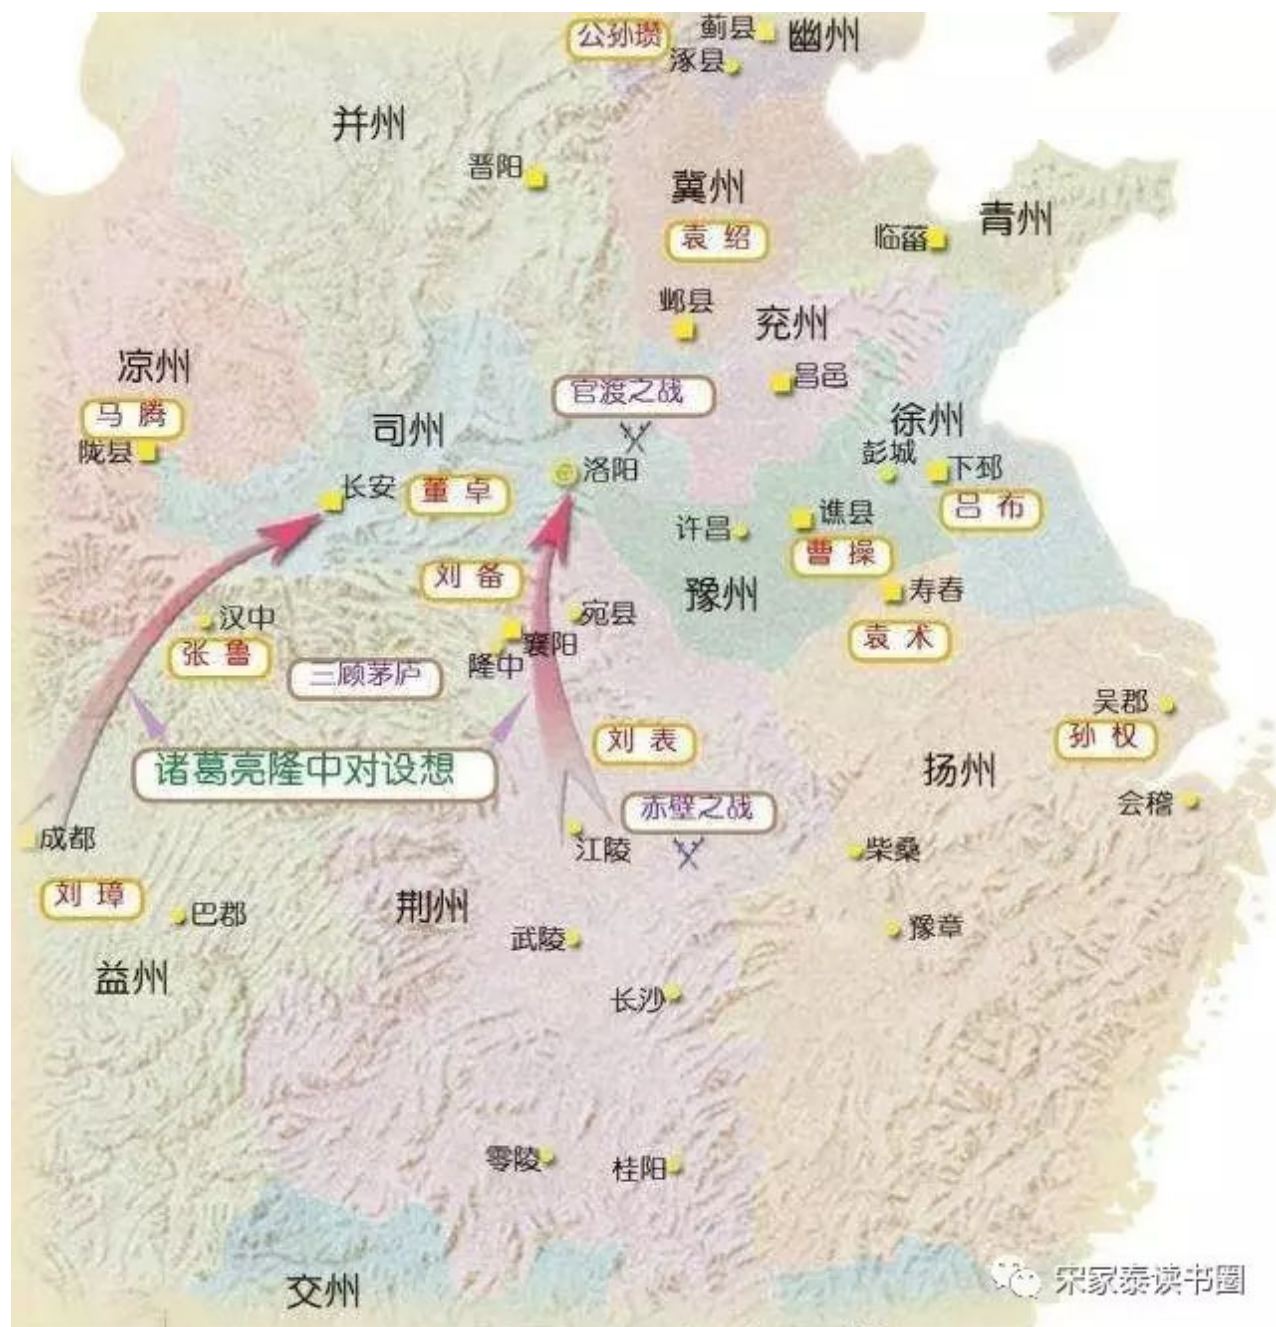 公孙瓒
蓟县
幽州
涿县
并州
晋阳
冀州
袁绍
青州
临菑
邺县
兖州
昌邑
凉州
马腾
陇县
官渡之战
司州
徐州
彭城
下邳
吕布
洛阳
长安
董卓
许昌
谯县
曹操
刘备
豫州
寿春
袁术
汉中
张鲁
宛县
襄阳
隆中
三顾茅庐
吴郡
孙权
刘表
诸葛亮隆中对设想
扬州
会稽
赤壁之战
成都
江陵
柴桑
刘璋
巴郡
荆州
武陵
豫章
益州
长沙
零陵
桂阳
交州
宋家泰读书圈